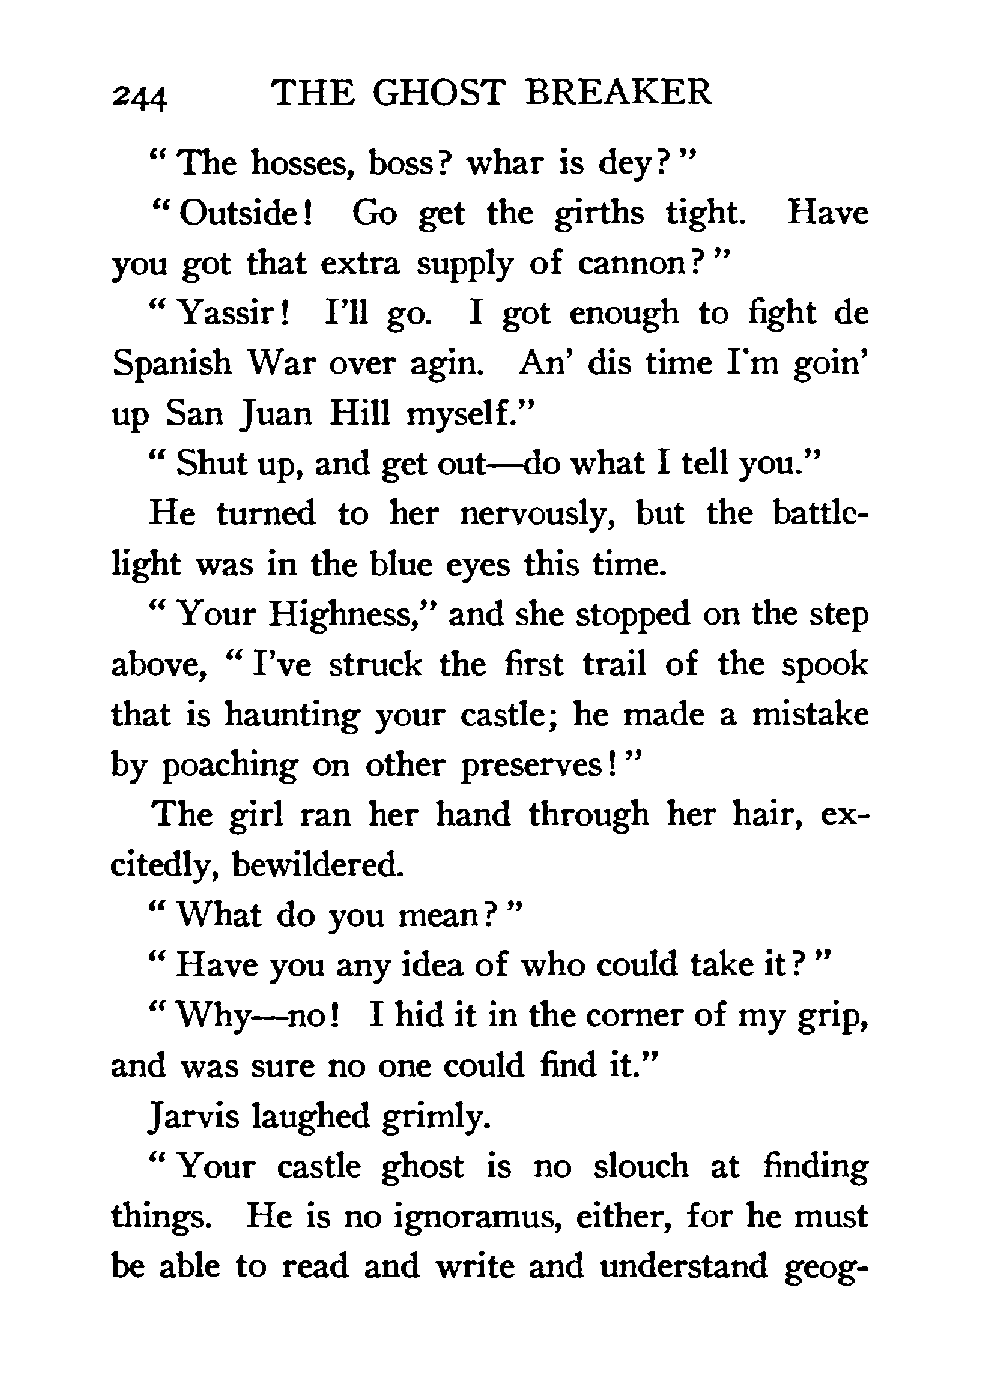 244 THE GHOST BREAKER
“ The hosses, boss? whar is dey? ”
“ Outside! Go get the girths tight. Have
you got that extra supply of cannon? ”
“ Yassir! I’ll go. I got enough to fight de
Spanish War over agin. An’ dis time I’m goin’
up San Juan Hill myself.”
“ Shut up, and get out—do what I tell you.”
He turned to her nervously, but the battle-
light was in the blue eyes this time.
“ Your Highness,” and she stopped on the step
above, “ I’ve struck the first trail of the spook
that is haunting your castle; he made a mistake
by poaching on other preserves! ”
The girl ran her hand through her hair, ex-
citedly, bewildered.
“ What do you mean? ”
“ Have you any idea of who could take it? ”
“ Why—no! I hid it in the corner of my grip,
and was sure no one could find it.”
Jarvis laughed grimly.
“ Your castle ghost is no slouch at finding
things. He is no ignoramus, either, for he must
be able to read and write and understand geog-